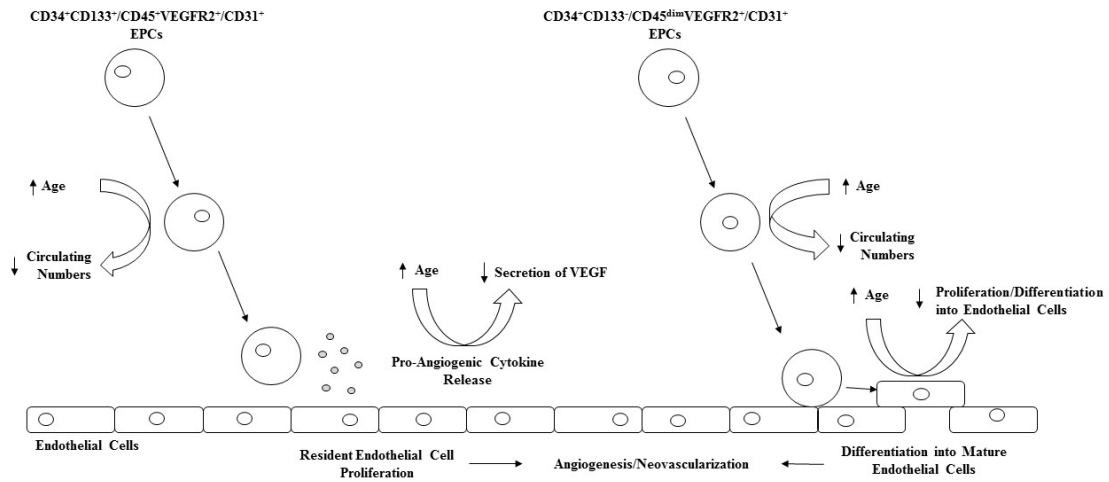 CD34⁺CD133⁺/CD45⁺VEGFR2⁺/CD31⁺
EPCs
CD34⁺CD133⁻/CD45ᵈⁱᵐVEGFR2⁺/CD31⁺
EPCs
↑ Age
↓ Circulating
Numbers
↑ Age
↓ Circulating
Numbers
↑ Age
↓ Secretion of VEGF
Pro-Angiogenic Cytokine
Release
↑ Age
↓ Proliferation/Differentiation
into Endothelial Cells
Endothelial Cells
Resident Endothelial Cell
Proliferation
Angiogenesis/Neovascularization
Differentiation into Mature
Endothelial Cells